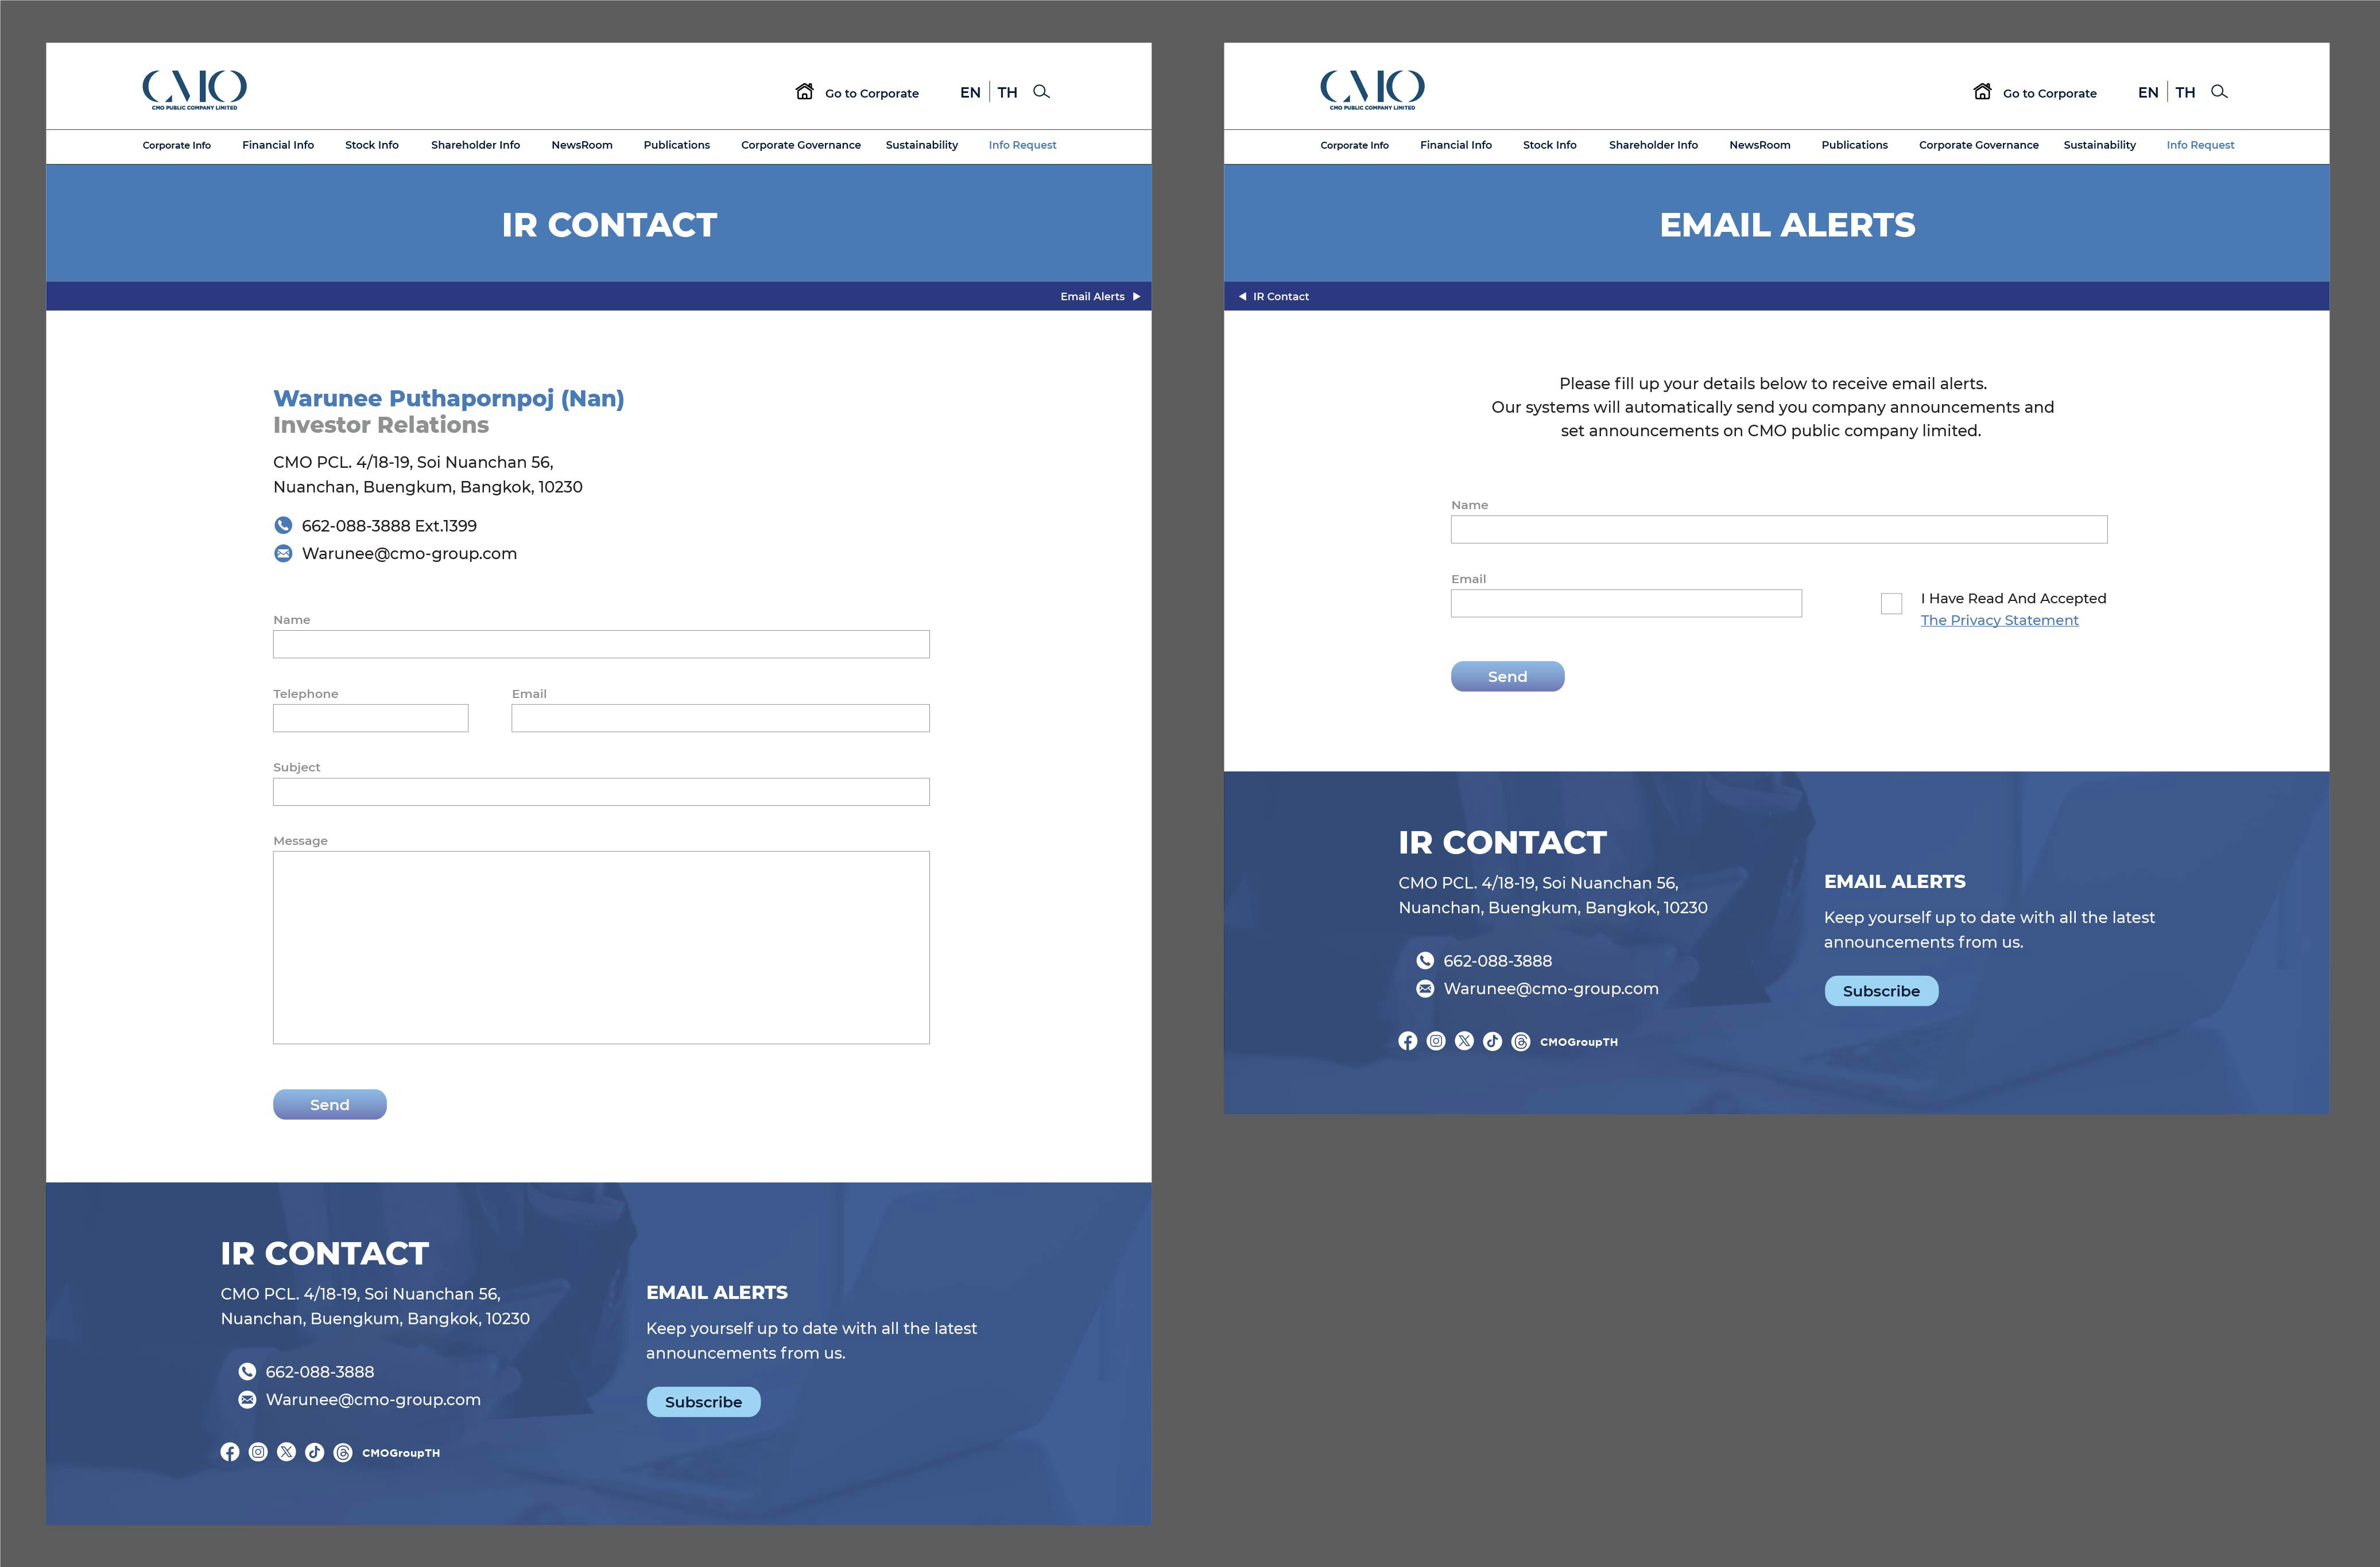 CMO
CMO PUBLIC COMPANY LIMITED
Go to Corporate
EN | TH
Corporate Info Financial Info Stock Info Shareholder Info NewsRoom Publications Corporate Governance Sustainability Info Request
IR CONTACT
Email Alerts
Warunee Puthapornpoj (Nan)
Investor Relations
CMO PCL. 4/18-19, Soi Nuanchan 56,
Nuanchan, Buengkum, Bangkok, 10230
662-088-3888 Ext.1399
Warunee@cmo-group.com
Name
Telephone Email
Subject
Message
Send
IR CONTACT
CMO PCL. 4/18-19, Soi Nuanchan 56,
Nuanchan, Buengkum, Bangkok, 10230
662-088-3888
Warunee@cmo-group.com
CMOGroupTH
EMAIL ALERTS
Keep yourself up to date with all the latest
announcements from us.
Subscribe
CMO
CMO PUBLIC COMPANY LIMITED
Go to Corporate
EN | TH
Corporate Info Financial Info Stock Info Shareholder Info NewsRoom Publications Corporate Governance Sustainability Info Request
EMAIL ALERTS
IR Contact
Please fill up your details below to receive email alerts.
Our systems will automatically send you company announcements and
set announcements on CMO public company limited.
Name
Email
I Have Read And Accepted
The Privacy Statement
Send
IR CONTACT
CMO PCL. 4/18-19, Soi Nuanchan 56,
Nuanchan, Buengkum, Bangkok, 10230
662-088-3888
Warunee@cmo-group.com
CMOGroupTH
EMAIL ALERTS
Keep yourself up to date with all the latest
announcements from us.
Subscribe